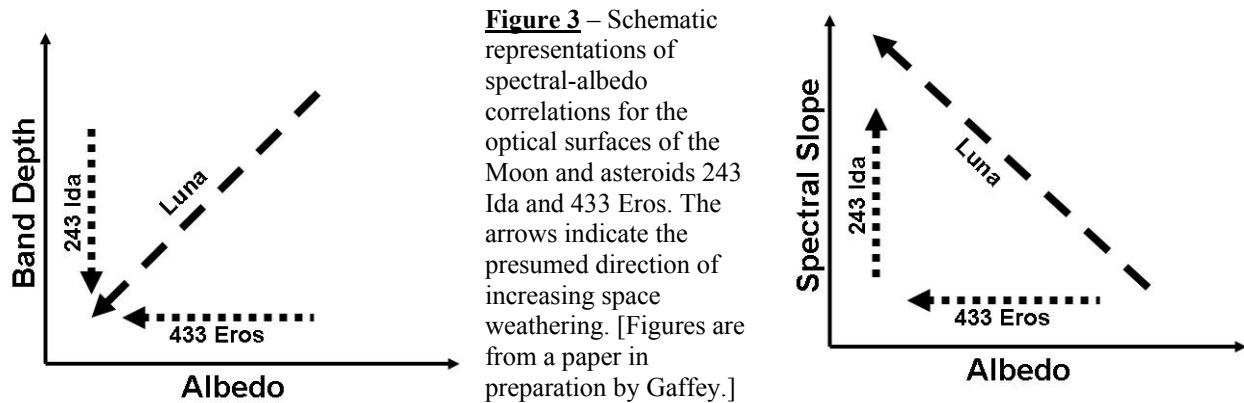 Band Depth
243 Ida
Luna
433 Eros
Albedo
Figure 3 – Schematic
representations of
spectral-albedo
correlations for the
optical surfaces of the
Moon and asteroids 243
Ida and 433 Eros. The
arrows indicate the
presumed direction of
increasing space
weathering. [Figures are
from a paper in
preparation by Gaffey.]
Spectral Slope
243 Ida
Luna
433 Eros
Albedo